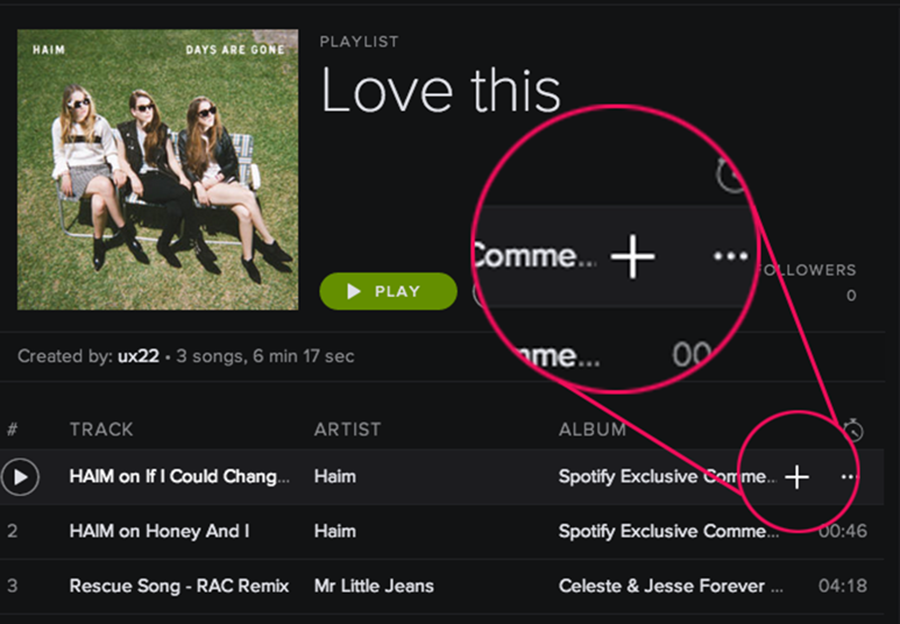 HAIM DAYS ARE GONE
PLAYLIST
Love this
Comme...
mme... 00
PLAY
FOLLOWERS
0
Created by: ux22 • 3 songs, 6 min 17 sec
# TRACK ARTIST ALBUM
HAIM on If I Could Chang... Haim Spotify Exclusive Comme... + ...
2 HAIM on Honey And I Haim Spotify Exclusive Comme... 00:46
3 Rescue Song - RAC Remix Mr Little Jeans Celeste & Jesse Forever ... 04:18